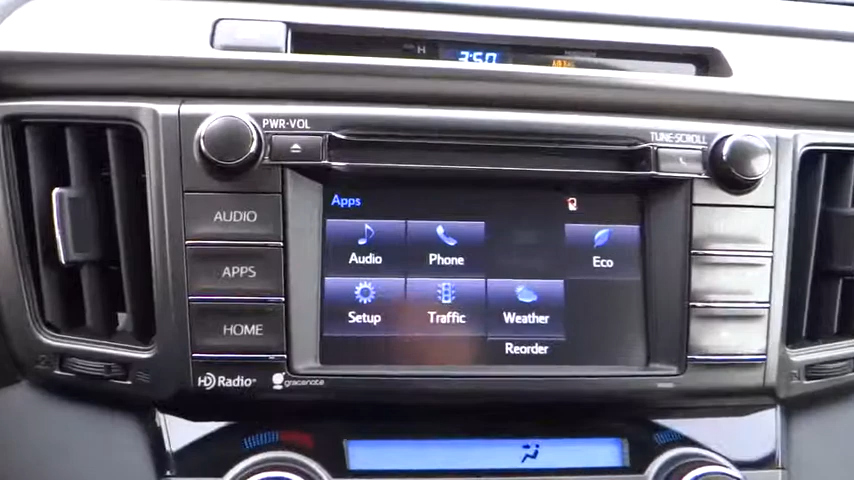 H 3:50
PWR·VOL
TUNE·SCROLL
Apps
AUDIO
Audio
Phone
Eco
APPS
Setup
Traffic
Weather
HOME
Reorder
HD Radio
gracenote